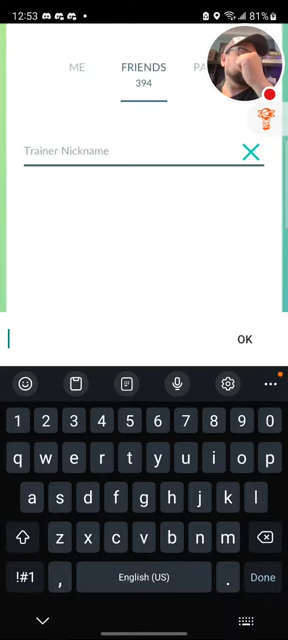 12:53
81%
ME
FRIENDS
PA
394
Trainer Nickname
OK
1 2 3 4 5 6 7 8 9 0
q w e r t y u i o p
a s d f g h j k l
z x c v b n m
!#1 , English (US) . Done